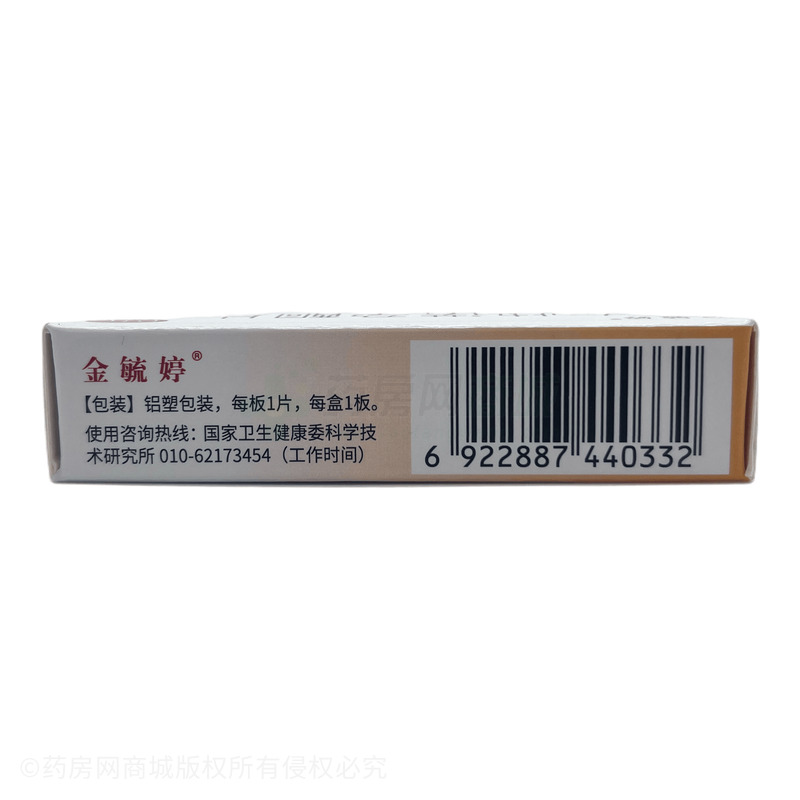 金毓婷®
【包装】铝塑包装，每板1片，每盒1板。
使用咨询热线：国家卫生健康委科学技
术研究所 010-62173454（工作时间）
6 922887 440332
药房网
©药房网商城版权所有侵权必究